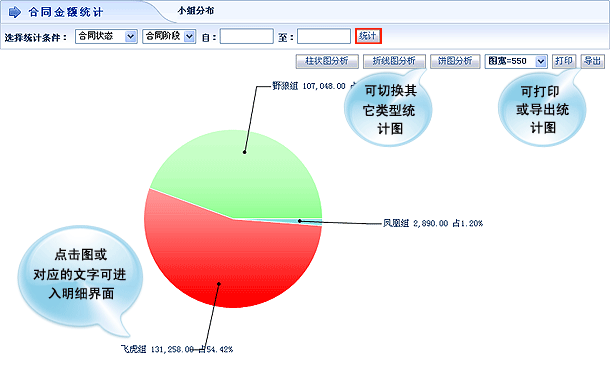 合同金额统计
小组分布
选择统计条件： 合同状态 合同阶段 自： 至： 统计
柱状图分析 折线图分析 饼图分析 图宽=550 打印 导出
野狼组 107,048.00 占
可切换其
它类型统
计图
可打印
或导出统
计图
凤凰组 2,890.00 占1.20%
点击图或
对应的文字可进
入明细界面
飞虎组 131,258.00 占54.42%